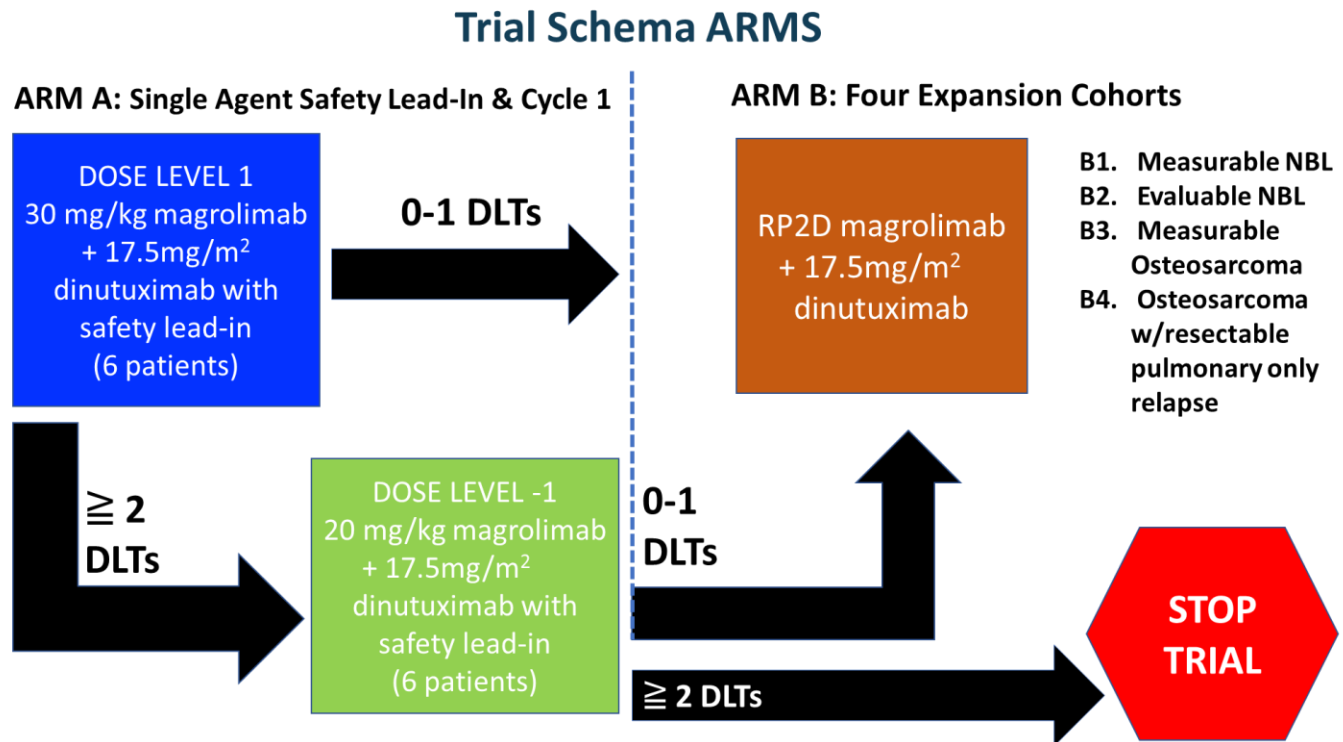 Trial Schema ARMS
ARM A: Single Agent Safety Lead-In & Cycle 1
DOSE LEVEL 1
30 mg/kg magrolimab
+ 17.5mg/m²
dinutuximab with
safety lead-in
(6 patients)
0-1 DLTs
≧ 2
DLTs
DOSE LEVEL -1
20 mg/kg magrolimab
+ 17.5mg/m²
dinutuximab with
safety lead-in
(6 patients)
ARM B: Four Expansion Cohorts
RP2D magrolimab
+ 17.5mg/m²
dinutuximab
B1. Measurable NBL
B2. Evaluable NBL
B3. Measurable
Osteosarcoma
B4. Osteosarcoma
w/resectable
pulmonary only
relapse
0-1
DLTs
≧ 2 DLTs
STOP
TRIAL